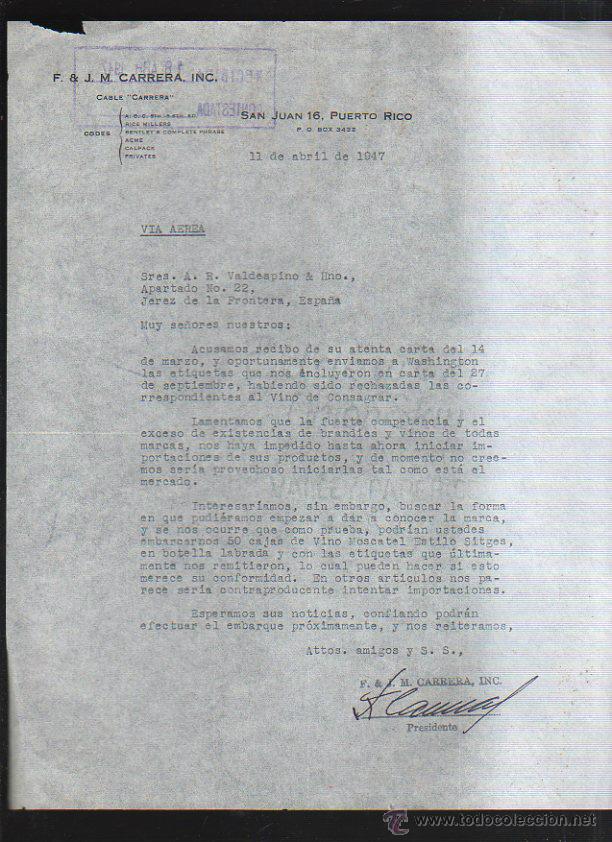 F. & J. M. CARRERA, INC.
CABLE "CARRERA"
CODES
A. B. C. 5TH & 6TH ED.
RICE MILLERS
BENTLEY'S COMPLETE PHRASE
ACME
CALPACK
PRIVATES
SAN JUAN 16, PUERTO RICO
P. O. BOX 3422
CONTESTADA
11 de abril de 1947
VIA AEREA
Sres. A. R. Valdespino & Hno.,
Apartado No. 22,
Jerez de la Frontera, España
Muy señores nuestros:
Acusamos recibo de su atenta carta del 14
de marzo, y oportunamente enviamos a Washington
las etiquetas que nos incluyeron en carta del 27
de septiembre, habiendo sido rechazadas las co-
rrespondientes al Vino de Consagrar.
Lamentamos que la fuerte competencia y el
exceso de existencias de brandies y vinos de todas
marcas, nos haya impedido hasta ahora iniciar im-
portaciones de sus productos, y de momento no cree-
mos sería provechoso iniciarlas tal como está el
mercado.
Interesaríamos, sin embargo, buscar la forma
en que pudiéramos empezar a dar a conocer la marca,
y se nos ocurre que como prueba, podrían ustedes
embarcarnos 50 cajas de Vino Moscatel Estilo Sitges,
en botella labrada y con las etiquetas que última-
mente nos remitieron, lo cual pueden hacer si esto
merece su conformidad. En otros artículos nos pa-
rece sería contraproducente intentar importaciones.
Esperamos sus noticias, confiando podrán
efectuar el embarque próximamente, y nos reiteramos,
Attos. amigos y S. S.,
F. & J. M. CARRERA, INC.
Presidente
www.todocoleccion.net